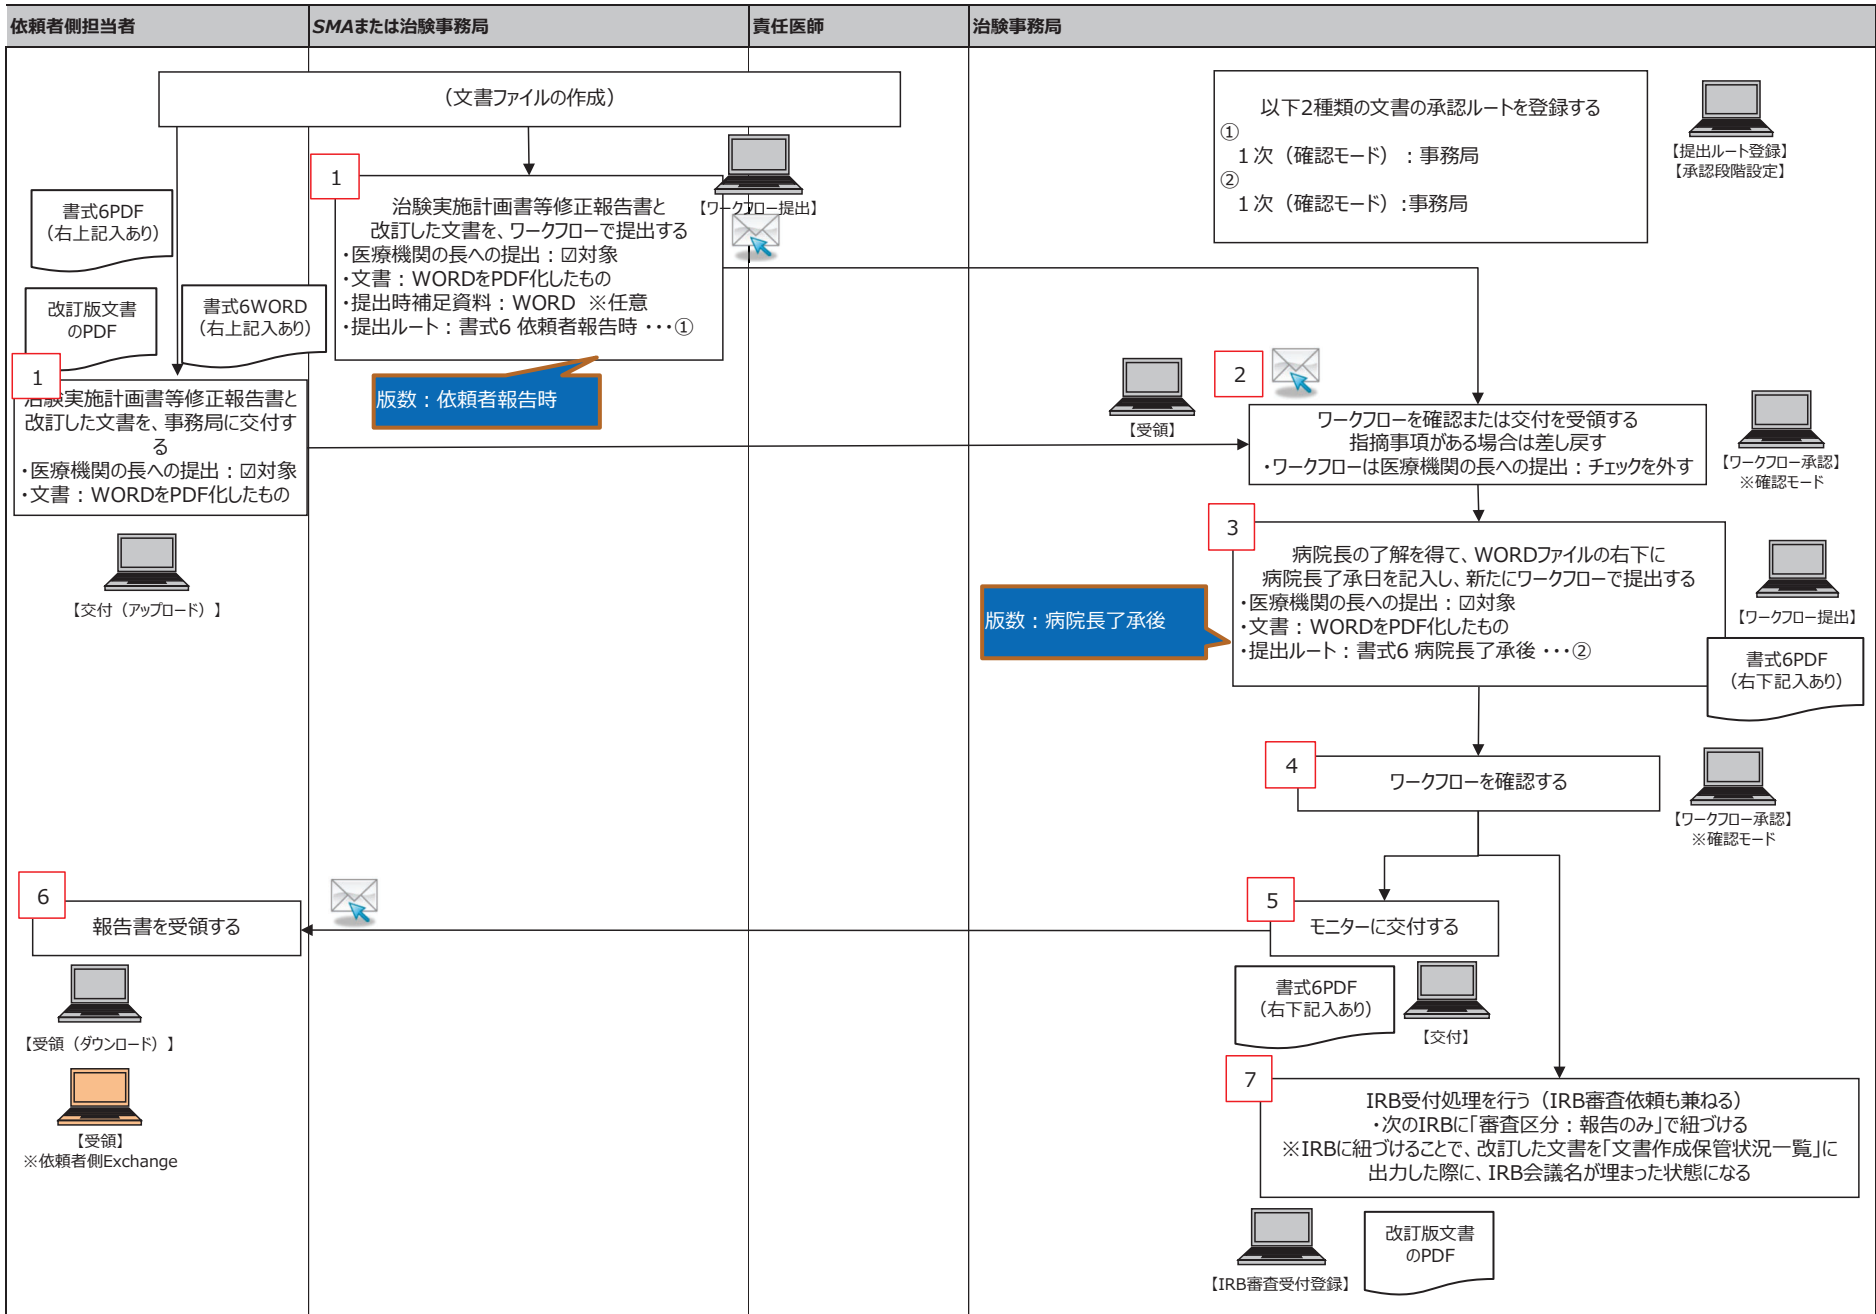 依頼者側担当者
SMAまたは治験事務局
責任医師
治験事務局
（文書ファイルの作成）
以下2種類の文書の承認ルートを登録する
①
1次（確認モード）：事務局
②
1次（確認モード）:事務局
【提出ルート登録】
【承認段階設定】
書式6PDF
（右上記入あり）
改訂版文書
のPDF
書式6WORD
（右上記入あり）
1
治験実施計画書等修正報告書と
改訂した文書を、ワークフローで提出する
・医療機関の長への提出：☑対象
・文書：WORDをPDF化したもの
・提出時補足資料：WORD ※任意
・提出ルート：書式6 依頼者報告時 ・・・①
【ワークフロー提出】
版数：依頼者報告時
1
治験実施計画書等修正報告書と
改訂した文書を、事務局に交付す
る
・医療機関の長への提出：☑対象
・文書：WORDをPDF化したもの
【交付（アップロード）】
【受領】
2
ワークフローを確認または交付を受領する
指摘事項がある場合は差し戻す
・ワークフローは医療機関の長への提出：チェックを外す
【ワークフロー承認】
※確認モード
3
病院長の了解を得て、WORDファイルの右下に
病院長了承日を記入し、新たにワークフローで提出する
・医療機関の長への提出：☑対象
・文書：WORDをPDF化したもの
・提出ルート：書式6 病院長了承後 ・・・②
版数：病院長了承後
【ワークフロー提出】
書式6PDF
（右下記入あり）
4
ワークフローを確認する
【ワークフロー承認】
※確認モード
5
モニターに交付する
書式6PDF
（右下記入あり）
【交付】
6
報告書を受領する
【受領（ダウンロード）】
【受領】
※依頼者側Exchange
7
IRB受付処理を行う（IRB審査依頼も兼ねる）
・次のIRBに「審査区分：報告のみ」で紐づける
※IRBに紐づけることで、改訂した文書を「文書作成保管状況一覧」に
出力した際に、IRB会議名が埋まった状態になる
【IRB審査受付登録】
改訂版文書
のPDF